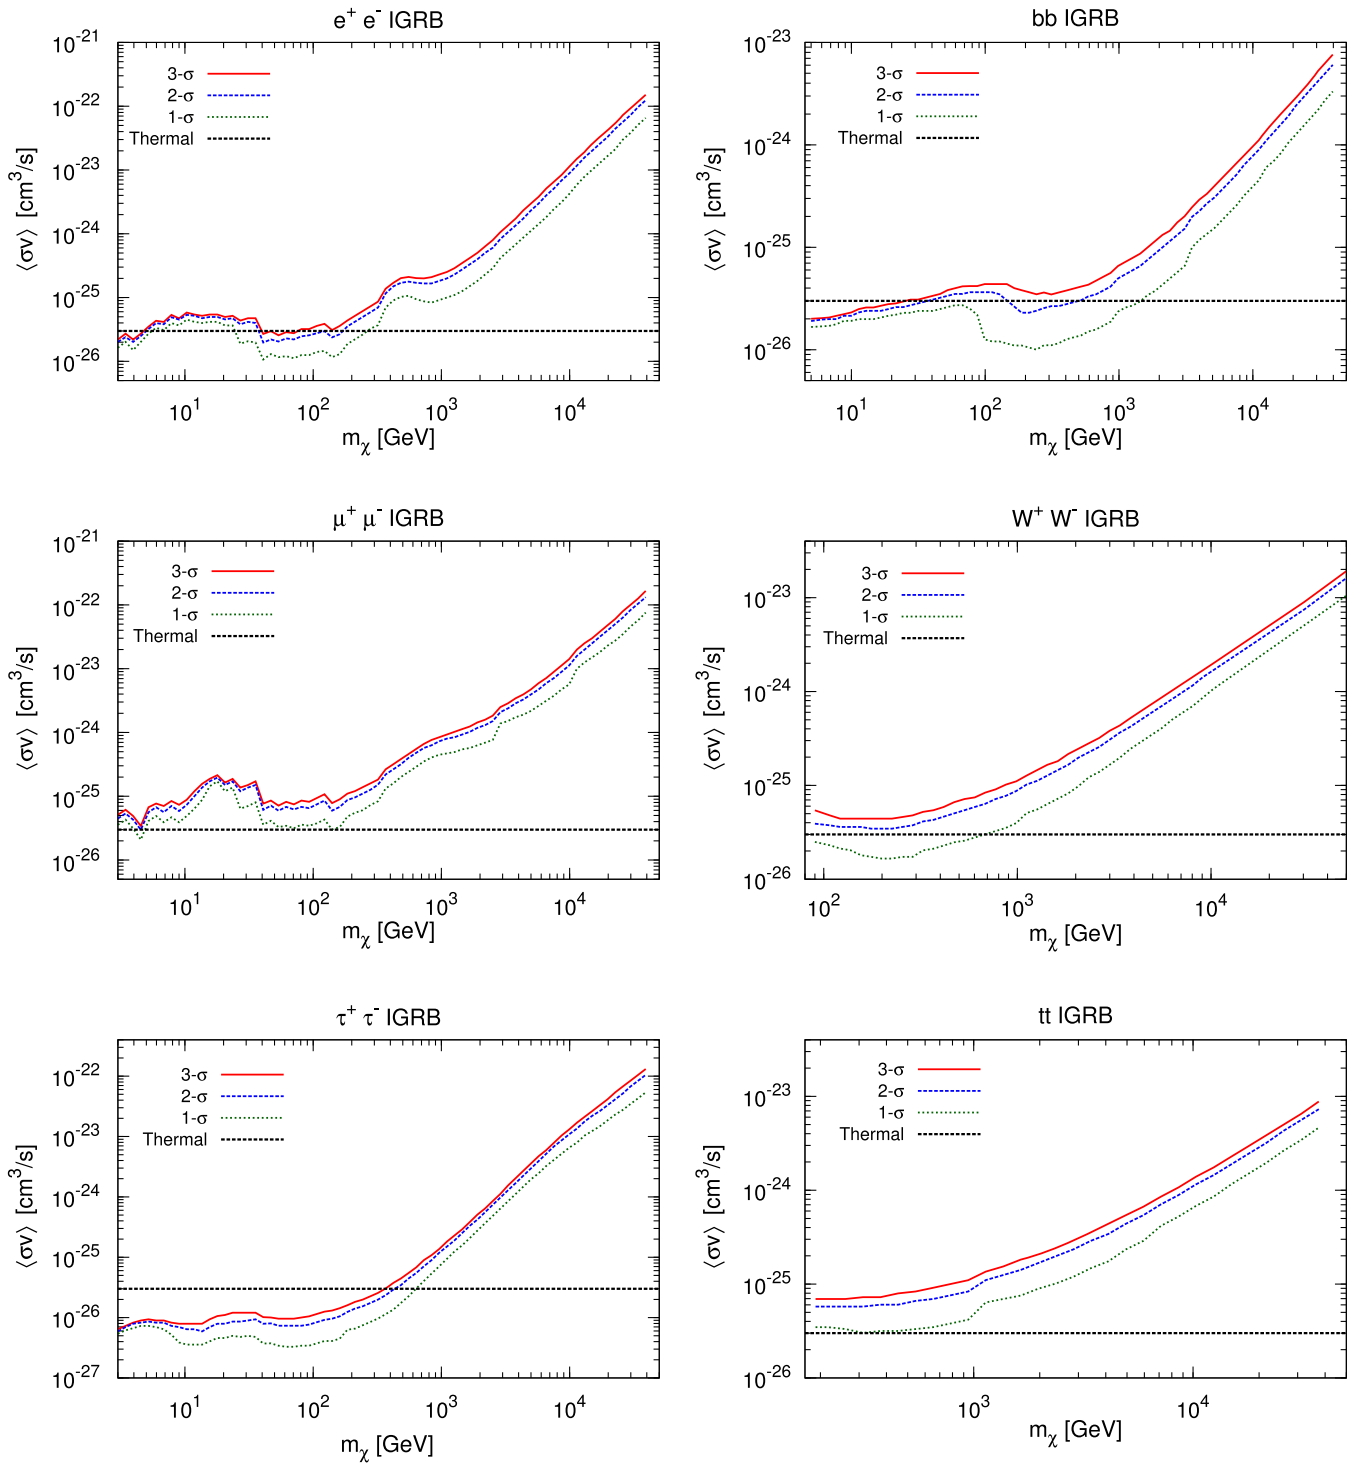 e⁺ e⁻ IGRB
10⁻²¹
10⁻²²
10⁻²³
10⁻²⁴
10⁻²⁵
10⁻²⁶
⟨σv⟩ [cm³/s]
3-σ
2-σ
1-σ
Thermal
10¹ 10² 10³ 10⁴
mχ [GeV]
bb IGRB
10⁻²³
10⁻²⁴
10⁻²⁵
10⁻²⁶
⟨σv⟩ [cm³/s]
3-σ
2-σ
1-σ
Thermal
10¹ 10² 10³ 10⁴
mχ [GeV]
μ⁺ μ⁻ IGRB
10⁻²¹
10⁻²²
10⁻²³
10⁻²⁴
10⁻²⁵
10⁻²⁶
⟨σv⟩ [cm³/s]
3-σ
2-σ
1-σ
Thermal
10¹ 10² 10³ 10⁴
mχ [GeV]
W⁺ W⁻ IGRB
10⁻²³
10⁻²⁴
10⁻²⁵
10⁻²⁶
⟨σv⟩ [cm³/s]
3-σ
2-σ
1-σ
Thermal
10² 10³ 10⁴
mχ [GeV]
τ⁺ τ⁻ IGRB
10⁻²²
10⁻²³
10⁻²⁴
10⁻²⁵
10⁻²⁶
10⁻²⁷
⟨σv⟩ [cm³/s]
3-σ
2-σ
1-σ
Thermal
10¹ 10² 10³ 10⁴
mχ [GeV]
tt IGRB
10⁻²³
10⁻²⁴
10⁻²⁵
10⁻²⁶
⟨σv⟩ [cm³/s]
3-σ
2-σ
1-σ
Thermal
10³ 10⁴
mχ [GeV]